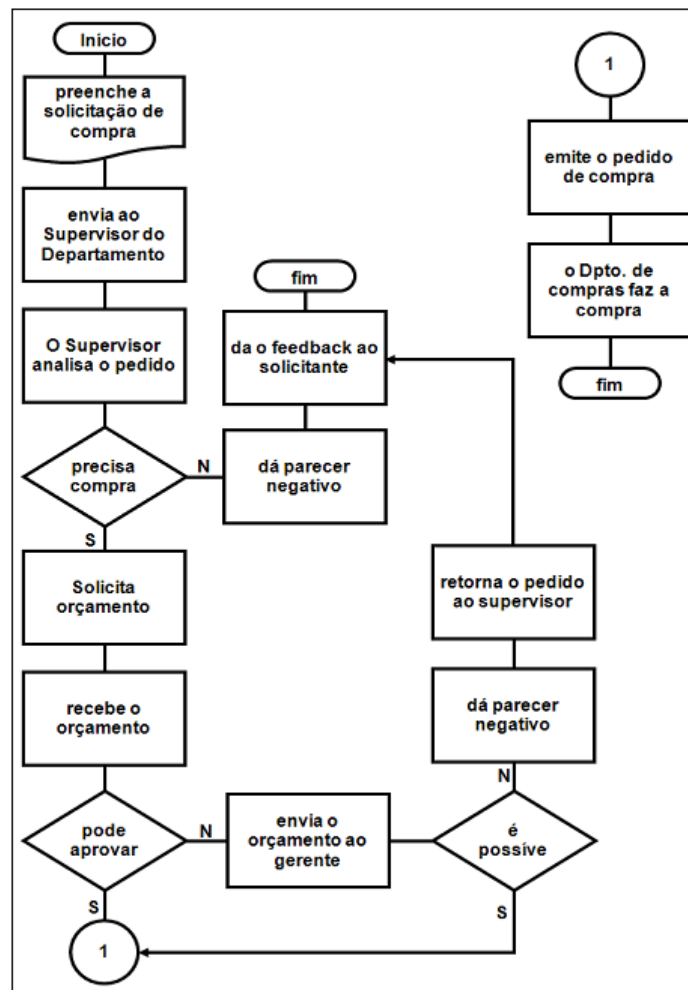 Início
preenche a
solicitação de
compra
envia ao
Supervisor do
Departamento
O Supervisor
analisa o pedido
precisa
compra
N
S
dá parecer
negativo
da o feedback ao
solicitante
fim
Solicita
orçamento
recebe o
orçamento
pode
aprovar
N
S
envia o
orçamento ao
gerente
é
possíve
N
S
dá parecer
negativo
retorna o pedido
ao supervisor
1
1
emite o pedido
de compra
o Dpto. de
compras faz a
compra
fim